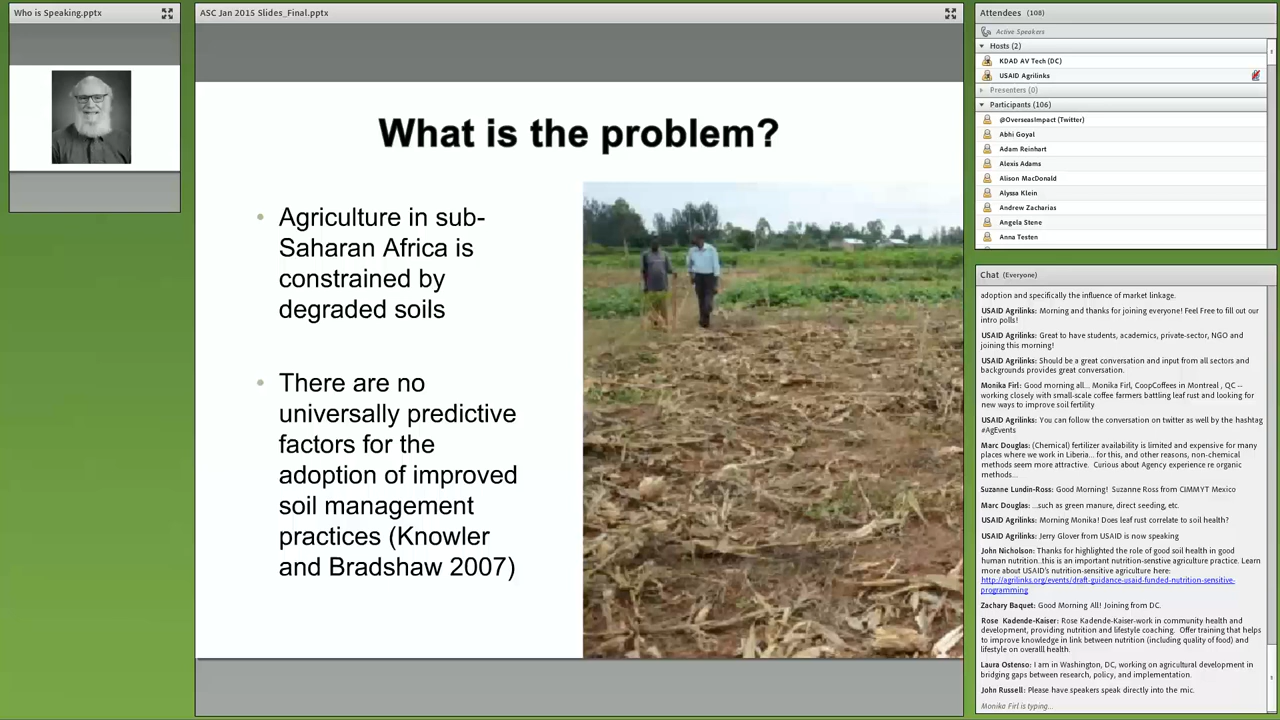 Who is Speaking.pptx
ASC Jan 2015 Slides_Final.pptx
What is the problem?
• Agriculture in sub-
Saharan Africa is
constrained by
degraded soils
• There are no
universally predictive
factors for the
adoption of improved
soil management
practices (Knowler
and Bradshaw 2007)
Attendees (108)
Active Speakers
Hosts (2)
KDAD AV Tech (DC)
USAID Agrilinks
Presenters (0)
Participants (106)
@OverseasImpact (Twitter)
Abhi Goyal
Adam Reinhart
Alexis Adams
Alison MacDonald
Alyssa Klein
Andrew Zacharias
Angela Stene
Anna Testen
Chat (Everyone)
adoption and specifically the influence of market linkage.
USAID Agrilinks: Morning and thanks for joining everyone! Feel Free to fill out our
intro polls!
USAID Agrilinks: Great to have students, academics, private-sector, NGO and
joining this morning!
USAID Agrilinks: Should be a great conversation and input from all sectors and
backgrounds provides great conversation.
Monika Firl: Good morning all... Monika Firl, CoopCoffees in Montreal , QC --
working closely with small-scale coffee farmers battling leaf rust and looking for
new ways to improve soil fertility
USAID Agrilinks: You can follow the conversation on twitter as well by the hashtag
#AgEvents
Marc Douglas: (Chemical) fertilizer availability is limited and expensive for many
places where we work in Liberia... for this, and other reasons, non-chemical
methods seem more attractive. Curious about Agency experience re organic
methods...
Suzanne Lundin-Ross: Good Morning! Suzanne Ross from CIMMYT Mexico
Marc Douglas: ...such as green manure, direct seeding, etc.
USAID Agrilinks: Morning Monika! Does leaf rust correlate to soil health?
USAID Agrilinks: Jerry Glover from USAID is now speaking
John Nicholson: Thanks for highlighted the role of good soil health in good
human nutrition..this is an important nutrition-senstive agriculture practice. Learn
more about USAID's nutrition-sensitive agriculture here:
http://agrilinks.org/events/draft-guidance-usaid-funded-nutrition-sensitive-
programming
Zachary Baquet: Good Morning All! Joining from DC.
Rose Kadende-Kaiser: Rose Kadende-Kaiser-work in community health and
development, providing nutrition and lifestyle coaching. Offer training that helps
to improve knowledge in link between nutrition (including quality of food) and
lifestyle on overalll health.
Laura Ostenso: I am in Washington, DC, working on agricultural development in
bridging gaps between research, policy, and implementation.
John Russell: Please have speakers speak directly into the mic.
Monika Firl is typing...